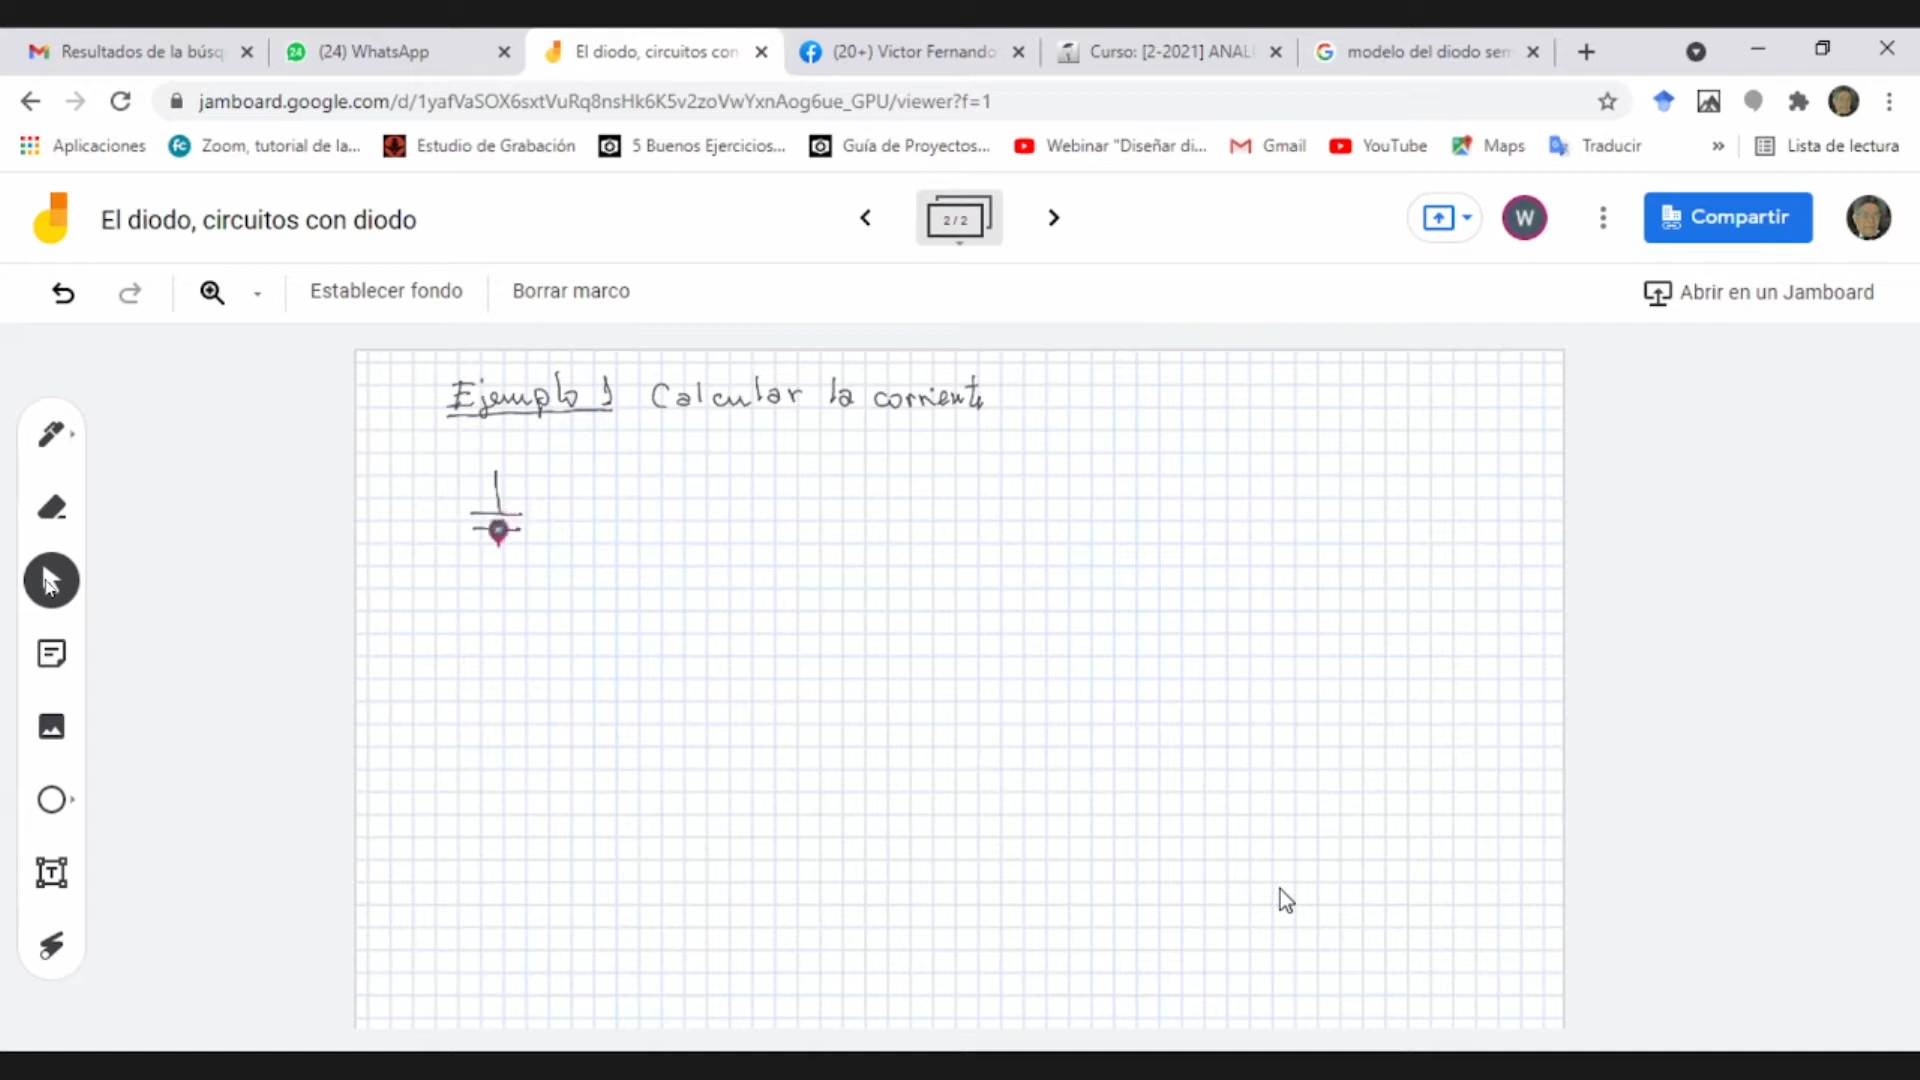 Resultados de la búsq
(24) WhatsApp
El diodo, circuitos con
(20+) Victor Fernando
Curso: [2-2021] ANALI
modelo del diodo sem
jamboard.google.com/d/1yafVaSOX6sxtVuRq8nsHk6K5v2zoVwYxnAog6ue_GPU/viewer?f=1
Aplicaciones
Zoom, tutorial de la...
Estudio de Grabación
5 Buenos Ejercicios...
Guía de Proyectos...
Webinar "Diseñar di...
Gmail
YouTube
Maps
Traducir
»
Lista de lectura
El diodo, circuitos con diodo
2 / 2
W
Compartir
Establecer fondo
Borrar marco
Abrir en un Jamboard
Ejemplo 1 Calcular la corriente